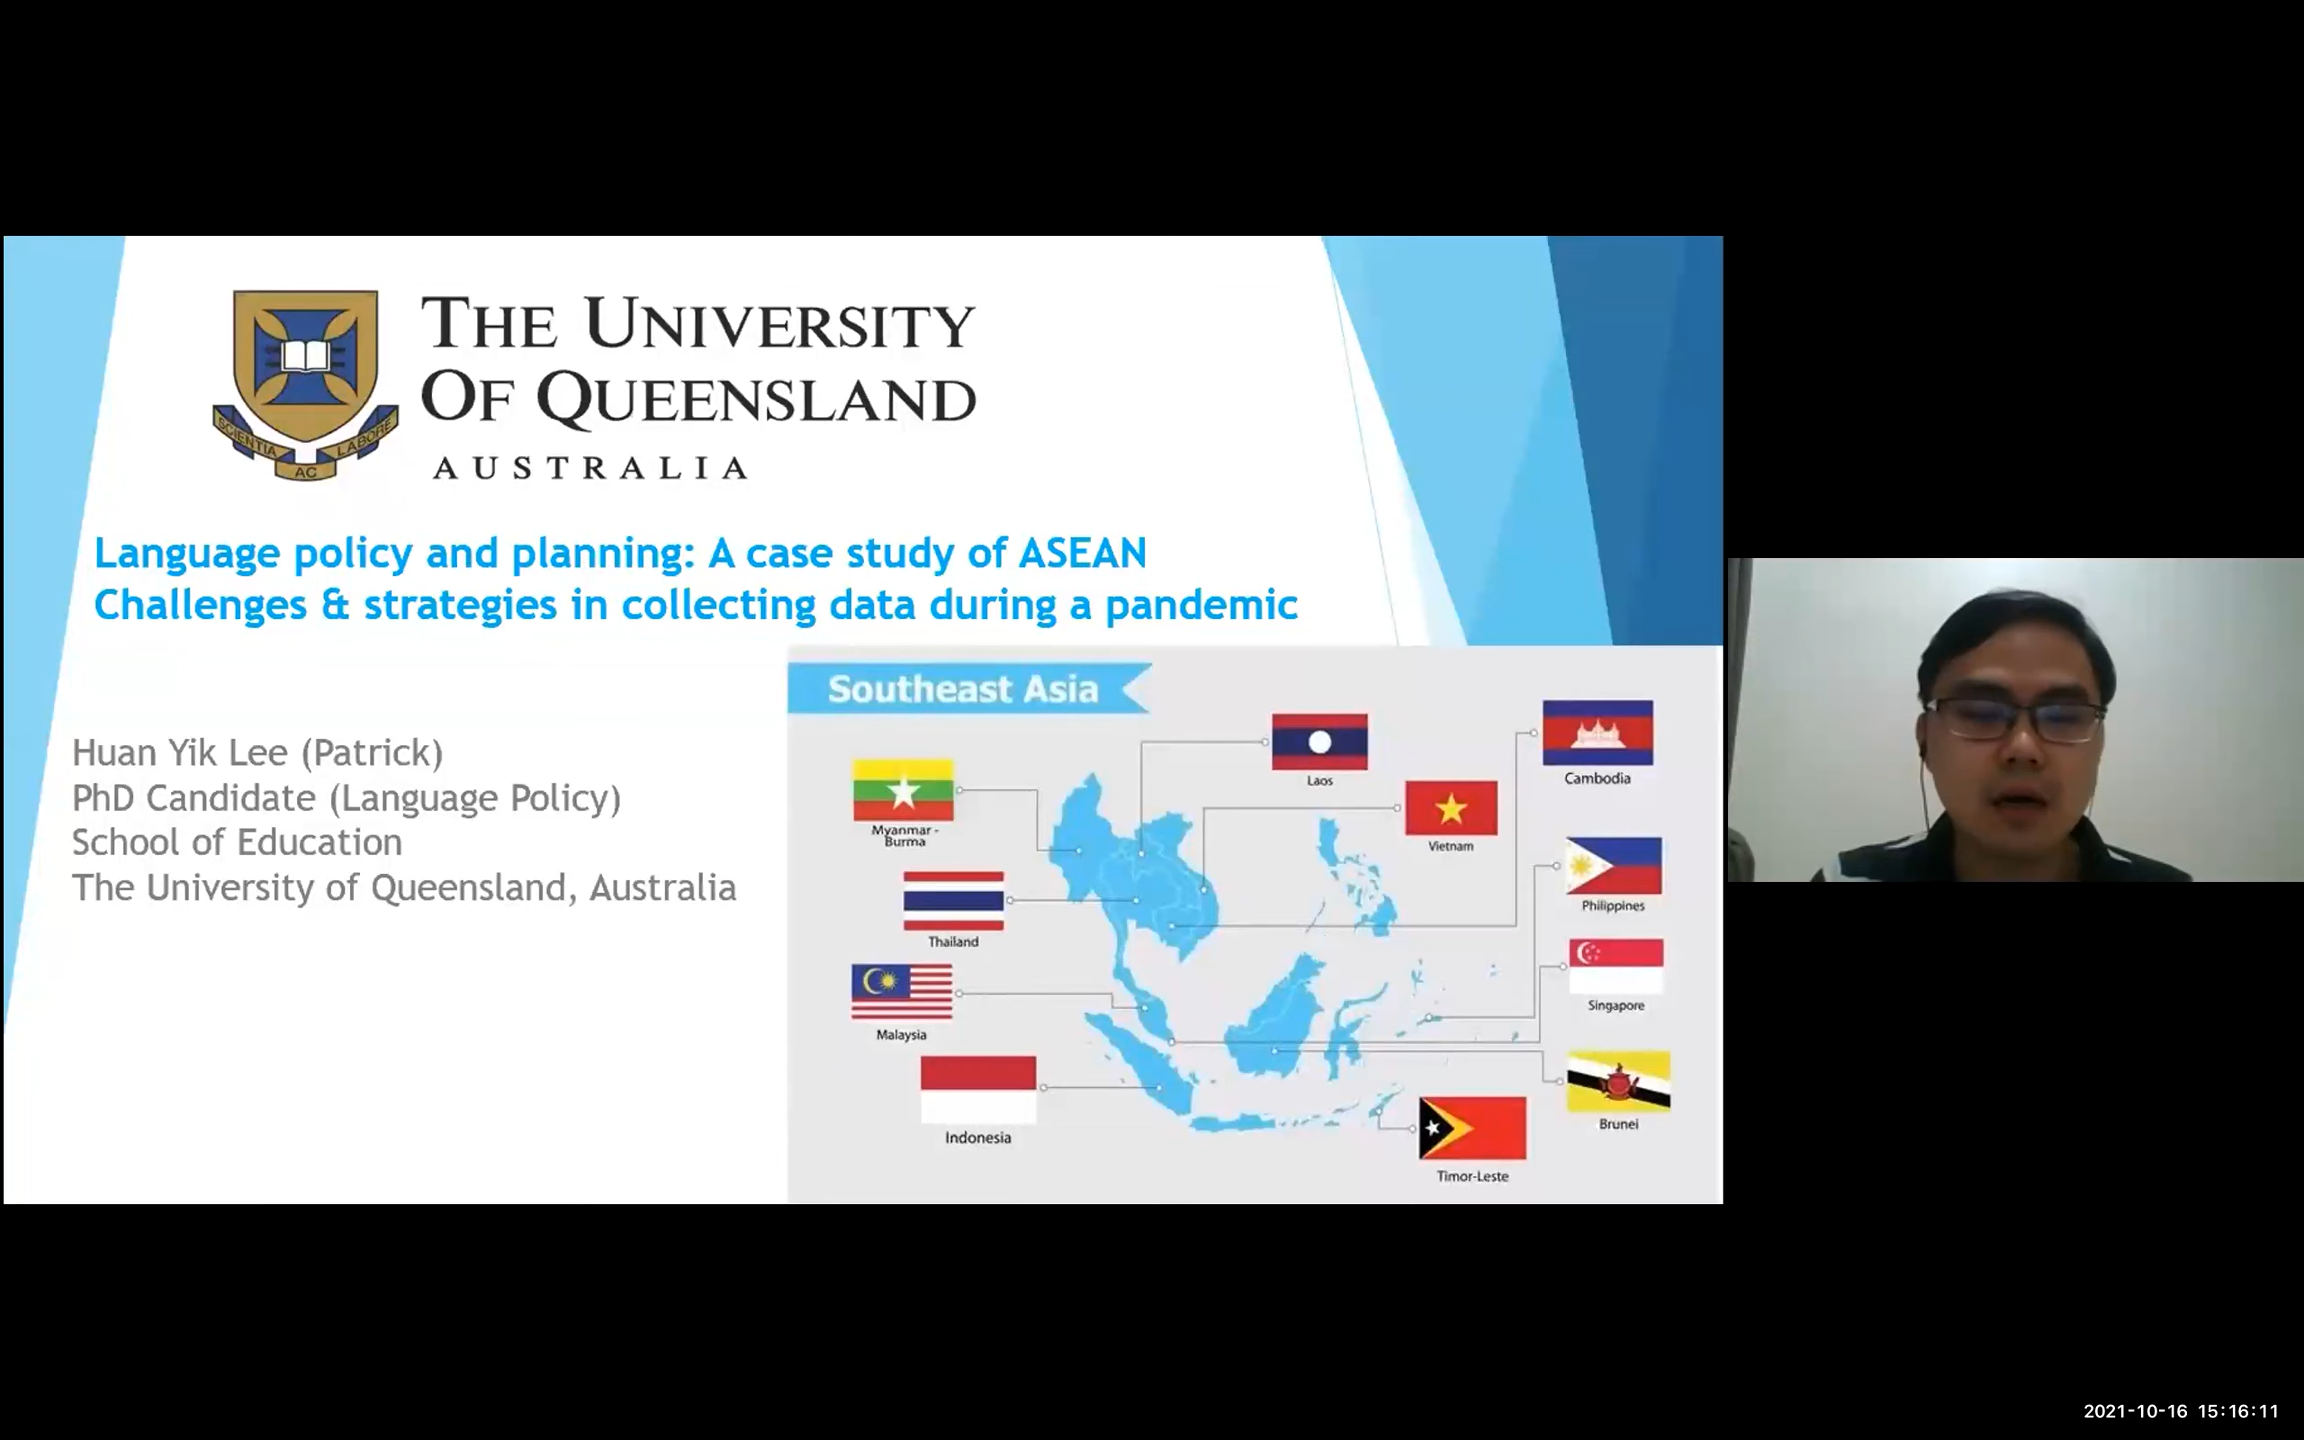 THE UNIVERSITY
OF QUEENSLAND
AUSTRALIA
SCIENTIA
AC
LABORE
Language policy and planning: A case study of ASEAN
Challenges & strategies in collecting data during a pandemic
Huan Yik Lee (Patrick)
PhD Candidate (Language Policy)
School of Education
The University of Queensland, Australia
Southeast Asia
Laos
Cambodia
Myanmar -
Burma
Vietnam
Philippines
Thailand
Singapore
Malaysia
Brunei
Indonesia
Timor-Leste
2021-10-16 15:16:11